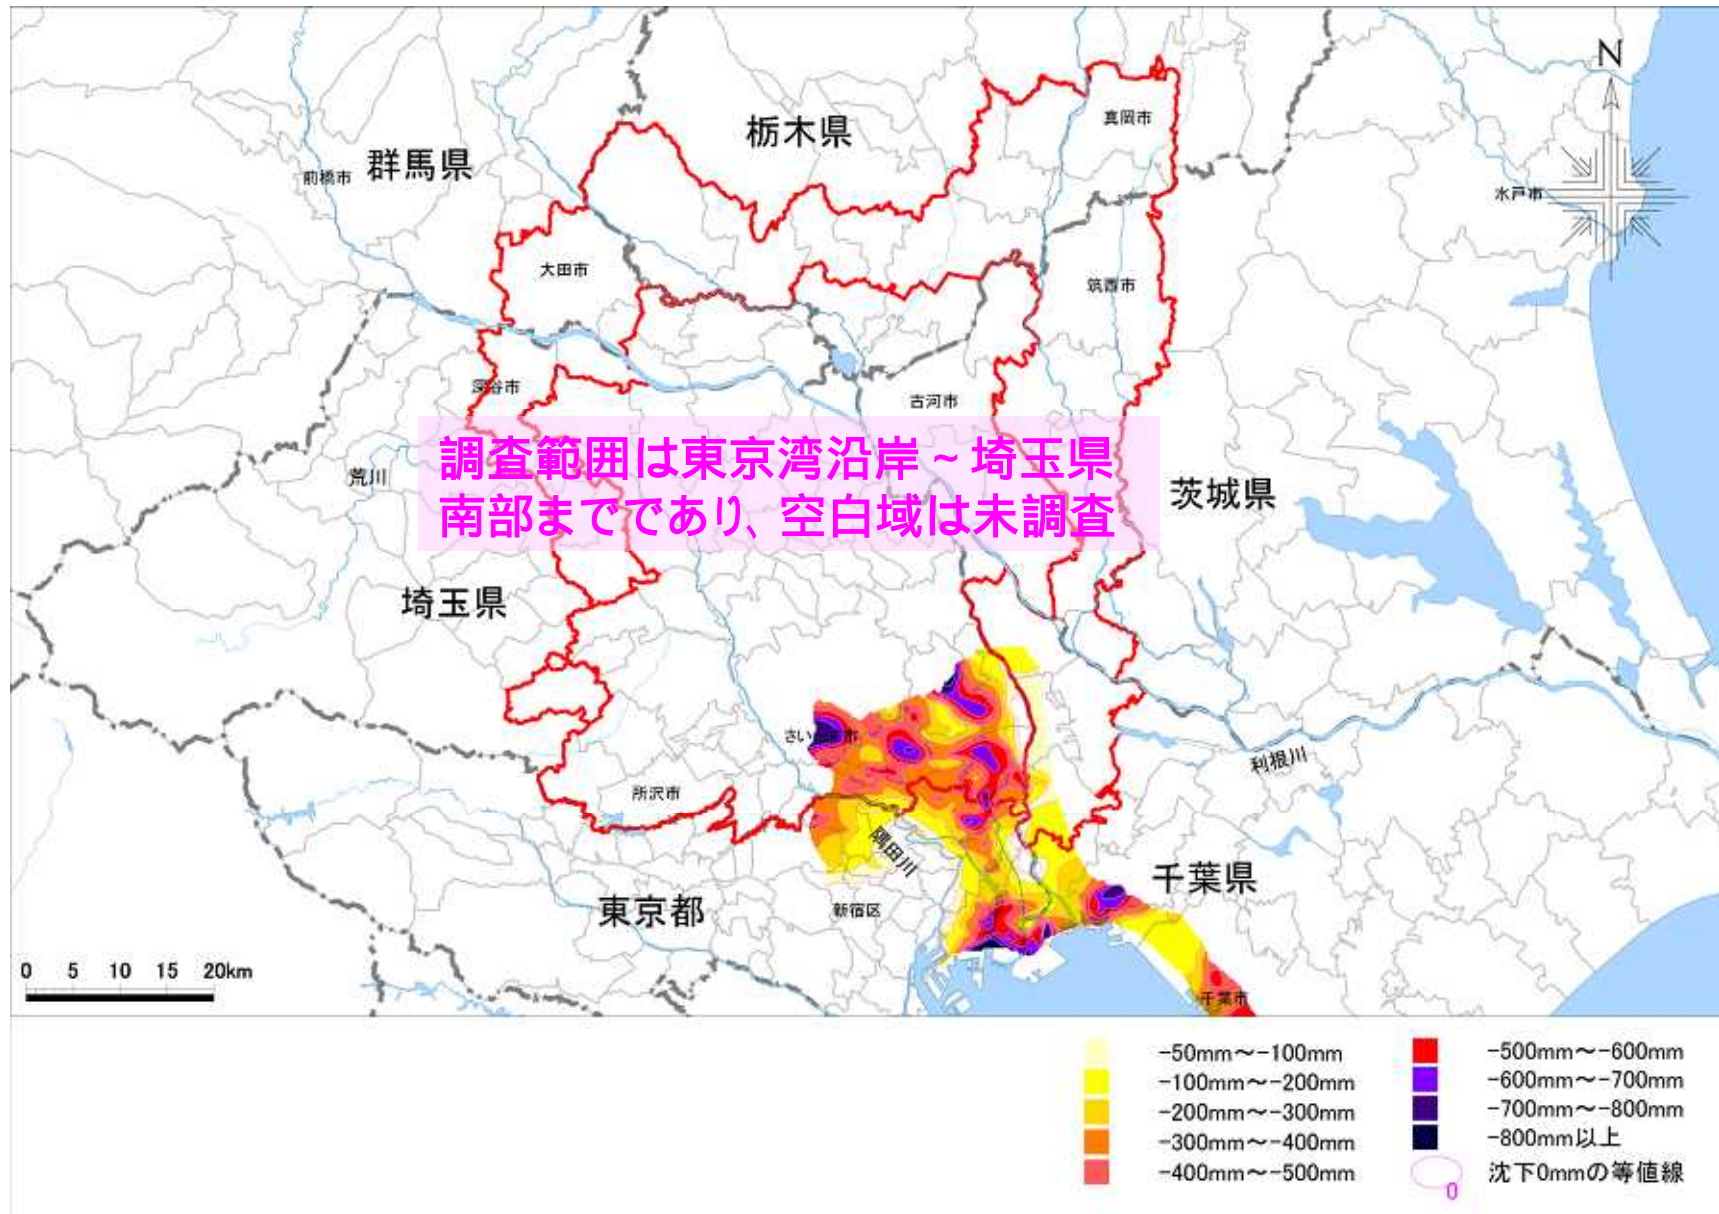 N
栃木県
真岡市
群馬県
前橋市
水戸市
大田市
筑西市
深谷市
古河市
調査範囲は東京湾沿岸～埼玉県
南部までであり、空白域は未調査
荒川
茨城県
埼玉県
さいたま市
利根川
所沢市
隅田川
千葉県
東京都
新宿区
千葉市
0 5 10 15 20km
-50mm～-100mm
-100mm～-200mm
-200mm～-300mm
-300mm～-400mm
-400mm～-500mm
-500mm～-600mm
-600mm～-700mm
-700mm～-800mm
-800mm以上
0
沈下0mmの等値線